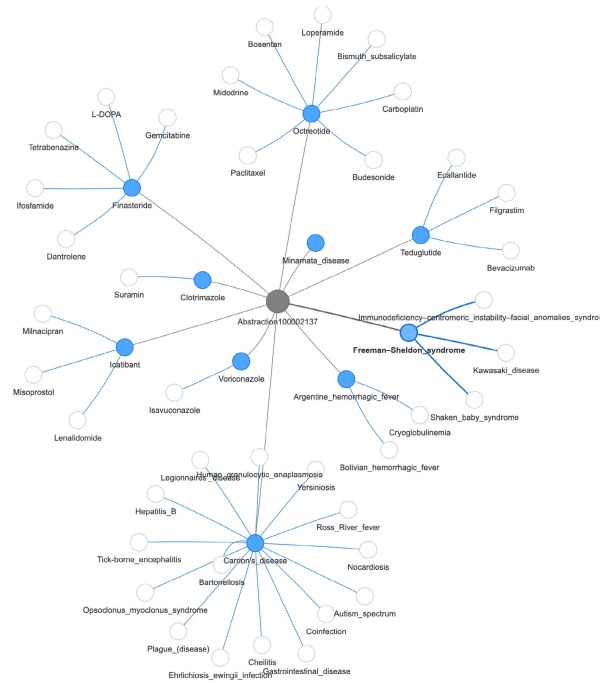 Loperamide
Bosentan
Bismuth_subsalicylate
Midodrine
Carboplatin
L-DOPA
Octreotide
Gemcitabine
Tetrabenazine
Paclitaxel
Budesonide
Ecallantide
Ifosfamide
Finasteride
Filgrastim
Dantrolene
Teduglutide
Minamata_disease
Bevacizumab
Suramin
Clotrimazole
Abstraction100002137
Immunodeficiency–centromeric_instability–facial_anomalies_syndro
Milnacipran
Freeman–Sheldon_syndrome
Icatibant
Kawasaki_disease
Voriconazole
Misoprostol
Argentine_hemorrhagic_fever
Isavuconazole
Shaken_baby_syndrome
Lenalidomide
Cryoglobulinemia
Bolivian_hemorrhagic_fever
Human_granulocytic_anaplasmosis
Legionnaires'_disease
Yersiniosis
Hepatitis_B
Ross_River_fever
Carrion's_disease
Tick-borne_encephalitis
Nocardiosis
Bartonellosis
Opsoclonus_myoclonus_syndrome
Autism_spectrum
Coinfection
Plague_(disease)
Cheilitis
Gastrointestinal_disease
Ehrlichiosis_ewingii_infection